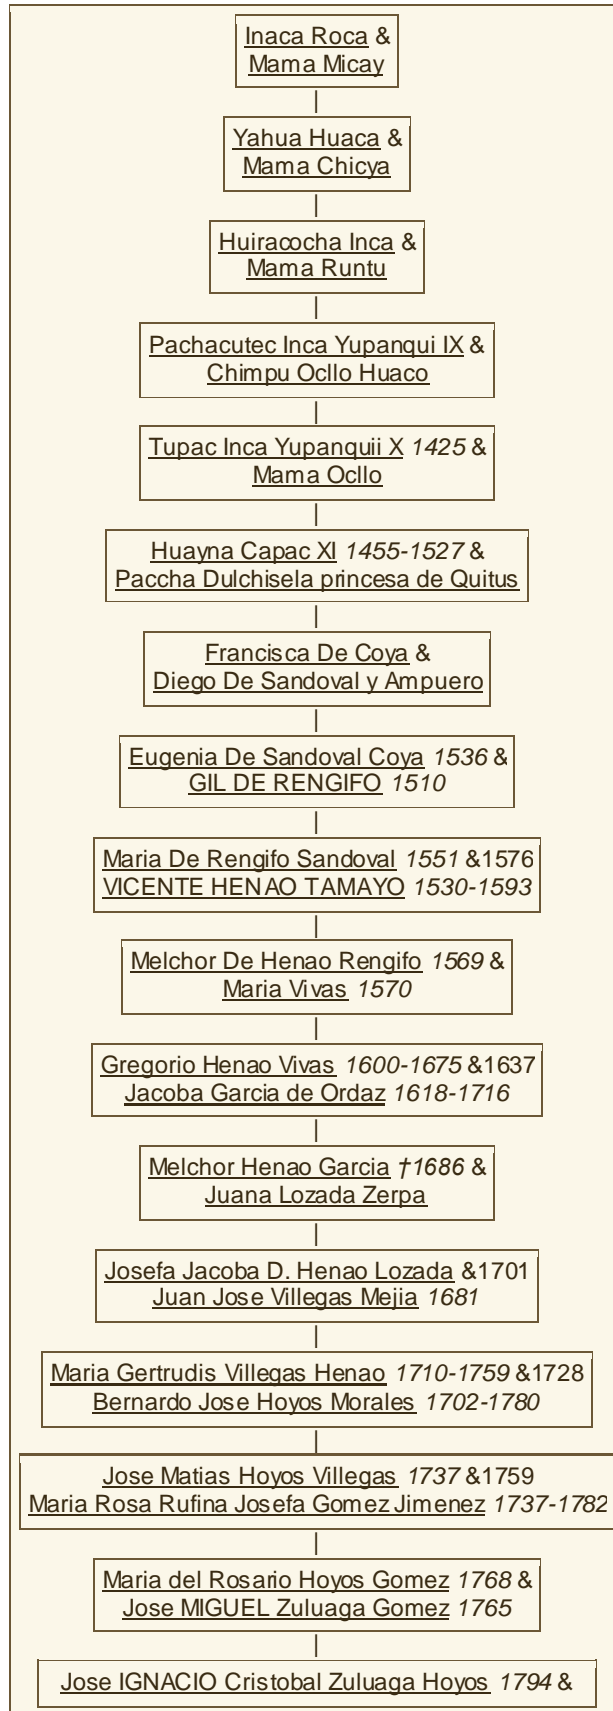 Inaca Roca &
Mama Micay
Yahua Huaca &
Mama Chicya
Huiracocha Inca &
Mama Runtu
Pachacutec Inca Yupanqui IX &
Chimpu Ocllo Huaco
Tupac Inca Yupanquii X 1425 &
Mama Ocllo
Huayna Capac XI 1455-1527 &
Paccha Dulchisela princesa de Quitus
Francisca De Coya &
Diego De Sandoval y Ampuero
Eugenia De Sandoval Coya 1536 &
GIL DE RENGIFO 1510
Maria De Rengifo Sandoval 1551 &1576
VICENTE HENAO TAMAYO 1530-1593
Melchor De Henao Rengifo 1569 &
Maria Vivas 1570
Gregorio Henao Vivas 1600-1675 &1637
Jacoba Garcia de Ordaz 1618-1716
Melchor Henao Garcia †1686 &
Juana Lozada Zerpa
Josefa Jacoba D. Henao Lozada &1701
Juan Jose Villegas Mejia 1681
Maria Gertrudis Villegas Henao 1710-1759 &1728
Bernardo Jose Hoyos Morales 1702-1780
Jose Matias Hoyos Villegas 1737 &1759
Maria Rosa Rufina Josefa Gomez Jimenez 1737-1782
Maria del Rosario Hoyos Gomez 1768 &
Jose MIGUEL Zuluaga Gomez 1765
Jose IGNACIO Cristobal Zuluaga Hoyos 1794 &